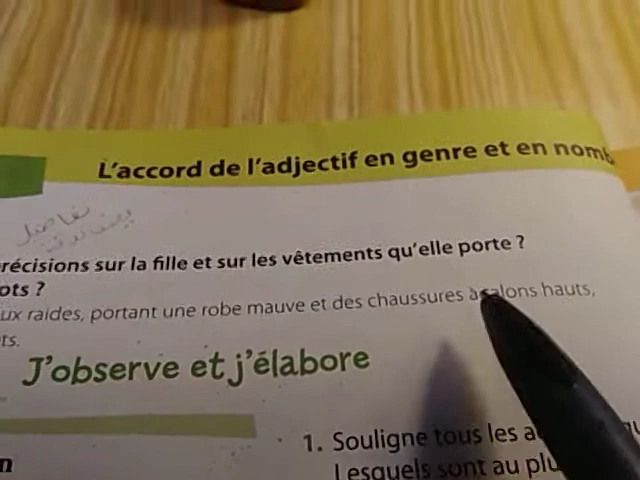 L'accord de l'adjectif en genre et en nomb
تفاصيل
récisions sur la fille et sur les vêtements qu'elle porte ?
ots ?
ux raides, portant une robe mauve et des chaussures à talons hauts,
ts.
J'observe et j'élabore
1. Souligne tous les a
n
Lesquels sont au plu